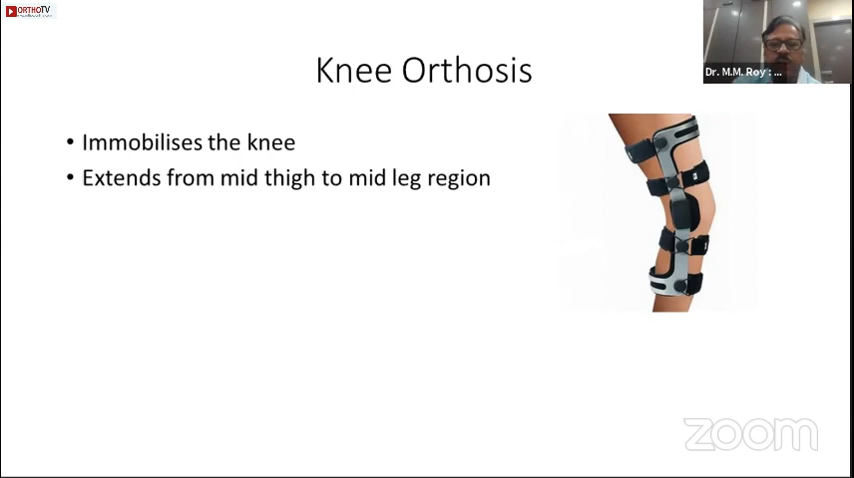 ORTHOTV
Dr. M.M. Roy : ...
Knee Orthosis
• Immobilises the knee
• Extends from mid thigh to mid leg region
zoom